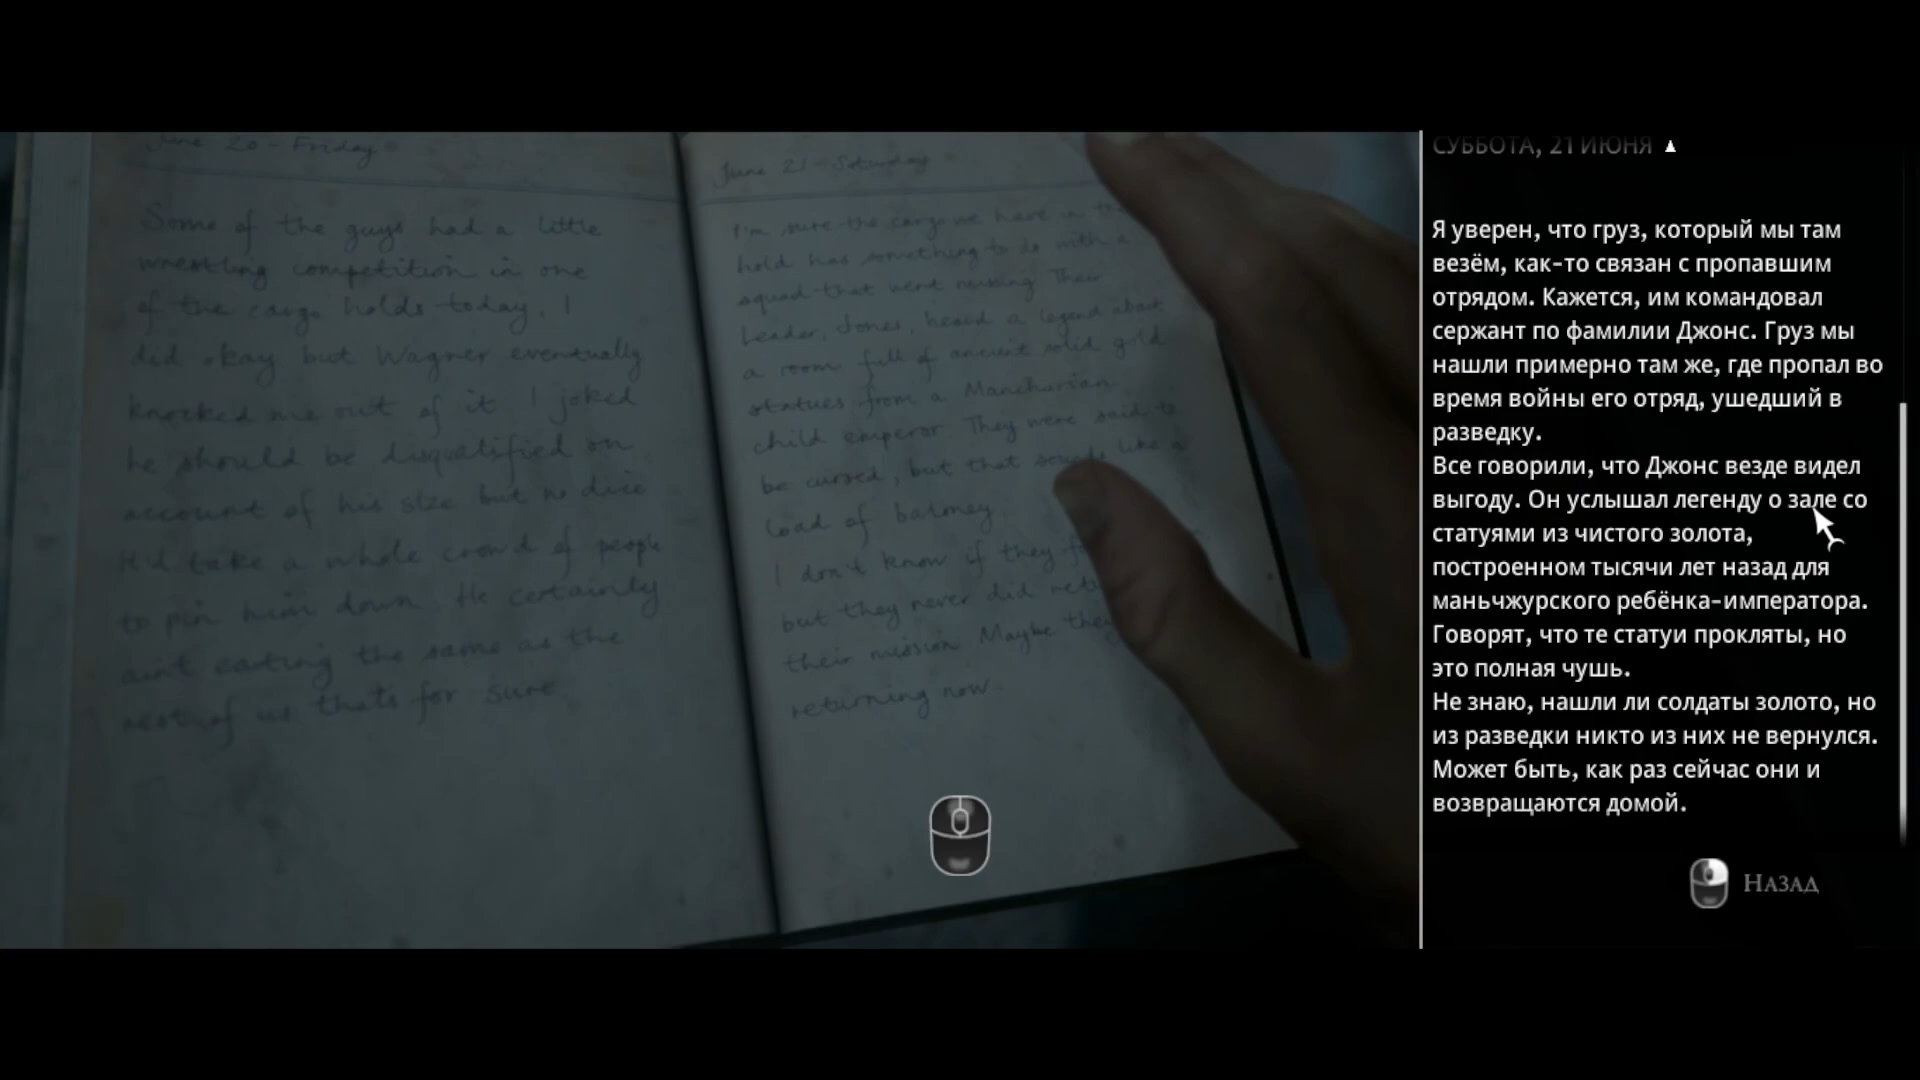 June 20 - Friday
Some of the guys had a little
wrestling competition in one
of the cargo holds today. I
did okay but Wagner eventually
knocked me out of it. I joked
he should be disqualified on
account of his size but no dice
It'd take a whole crowd of people
to pin him down. He certainly
ain't eating the same as the
rest of us thats for sure
June 21 - Saturday
I'm sure the cargo we have in the
hold has something to do with a
squad that went missing. Their
Leader, Jones, heard a legend about
a room full of ancient solid gold
statues from a Manchurian
child emperor. They were said to
be cursed, but that sounds like a
load of barmey.
I don't know if they
but they never did
their mission. Maybe
returning now.
СУББОТА, 21 ИЮНЯ
Я уверен, что груз, который мы там
везём, как-то связан с пропавшим
отрядом. Кажется, им командовал
сержант по фамилии Джонс. Груз мы
нашли примерно там же, где пропал во
время войны его отряд, ушедший в
разведку.
Все говорили, что Джонс везде видел
выгоду. Он услышал легенду о зале со
статуями из чистого золота,
построенном тысячи лет назад для
маньчжурского ребёнка-императора.
Говорят, что те статуи прокляты, но
это полная чушь.
Не знаю, нашли ли солдаты золото, но
из разведки никто из них не вернулся.
Может быть, как раз сейчас они и
возвращаются домой.
НАЗАД